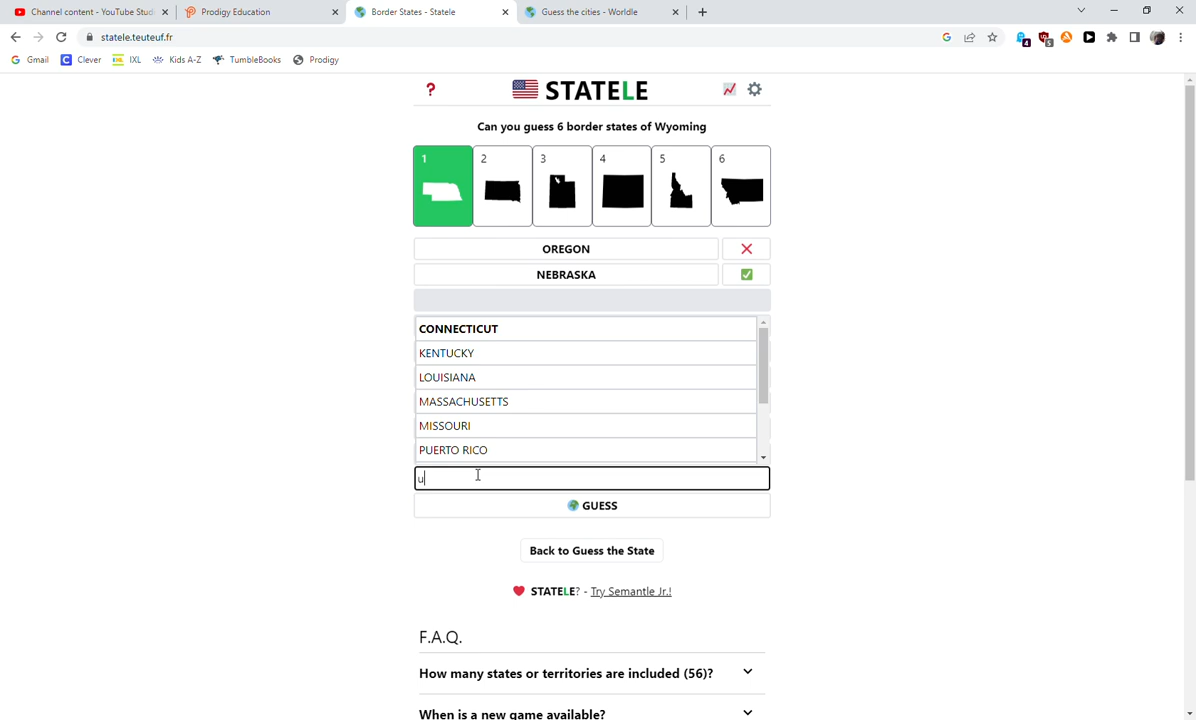 Channel content - YouTube Stud
Prodigy Education
Border States - Statele
Guess the cities - Worldle
statele.teuteuf.fr
4
5
Gmail
Clever
IXL
Kids A-Z
TumbleBooks
Prodigy
?
STATELE
Can you guess 6 border states of Wyoming
1
2
3
4
5
6
OREGON
NEBRASKA
CONNECTICUT
KENTUCKY
LOUISIANA
MASSACHUSETTS
MISSOURI
PUERTO RICO
u
GUESS
Back to Guess the State
STATELE? - Try Semantle Jr.!
F.A.Q.
How many states or territories are included (56)?
When is a new game available?